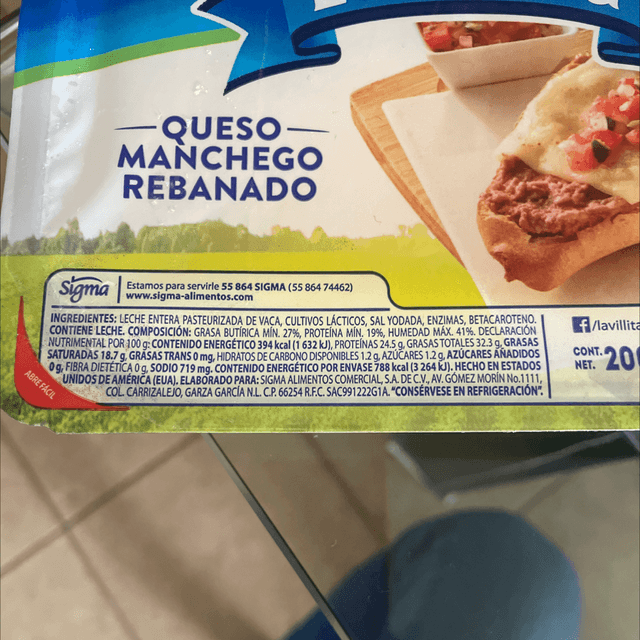 QUESO
MANCHEGO
REBANADO
Sigma
Estamos para servirle 55 864 SIGMA (55 864 74462)
www.sigma-alimentos.com
INGREDIENTES: LECHE ENTERA PASTEURIZADA DE VACA, CULTIVOS LÁCTICOS, SAL YODADA, ENZIMAS, BETACAROTENO.
CONTIENE LECHE. COMPOSICIÓN: GRASA BUTÍRICA MÍN. 27%, PROTEÍNA MÍN. 19%, HUMEDAD MÁX. 41%. DECLARACIÓN
NUTRIMENTAL POR 100 g: CONTENIDO ENERGÉTICO 394 kcal (1 632 kJ), PROTEÍNAS 24.5 g, GRASAS TOTALES 32.3 g, GRASAS
SATURADAS 18.7 g, GRASAS TRANS 0 mg, HIDRATOS DE CARBONO DISPONIBLES 1.2 g, AZÚCARES 1.2 g, AZÚCARES AÑADIDOS
0 g, FIBRA DIETÉTICA 0 g, SODIO 719 mg. CONTENIDO ENERGÉTICO POR ENVASE 788 kcal (3 264 kJ). HECHO EN ESTADOS
UNIDOS DE AMÉRICA (EUA). ELABORADO PARA: SIGMA ALIMENTOS COMERCIAL, S.A. DE C.V., AV. GÓMEZ MORÍN No.1111,
COL. CARRIZALEJO, GARZA GARCÍA N.L. C.P. 66254 R.F.C. SAC991222G1A. "CONSÉRVESE EN REFRIGERACIÓN".
ABRE FÁCIL
f /lavillita
CONT.
NET. 20